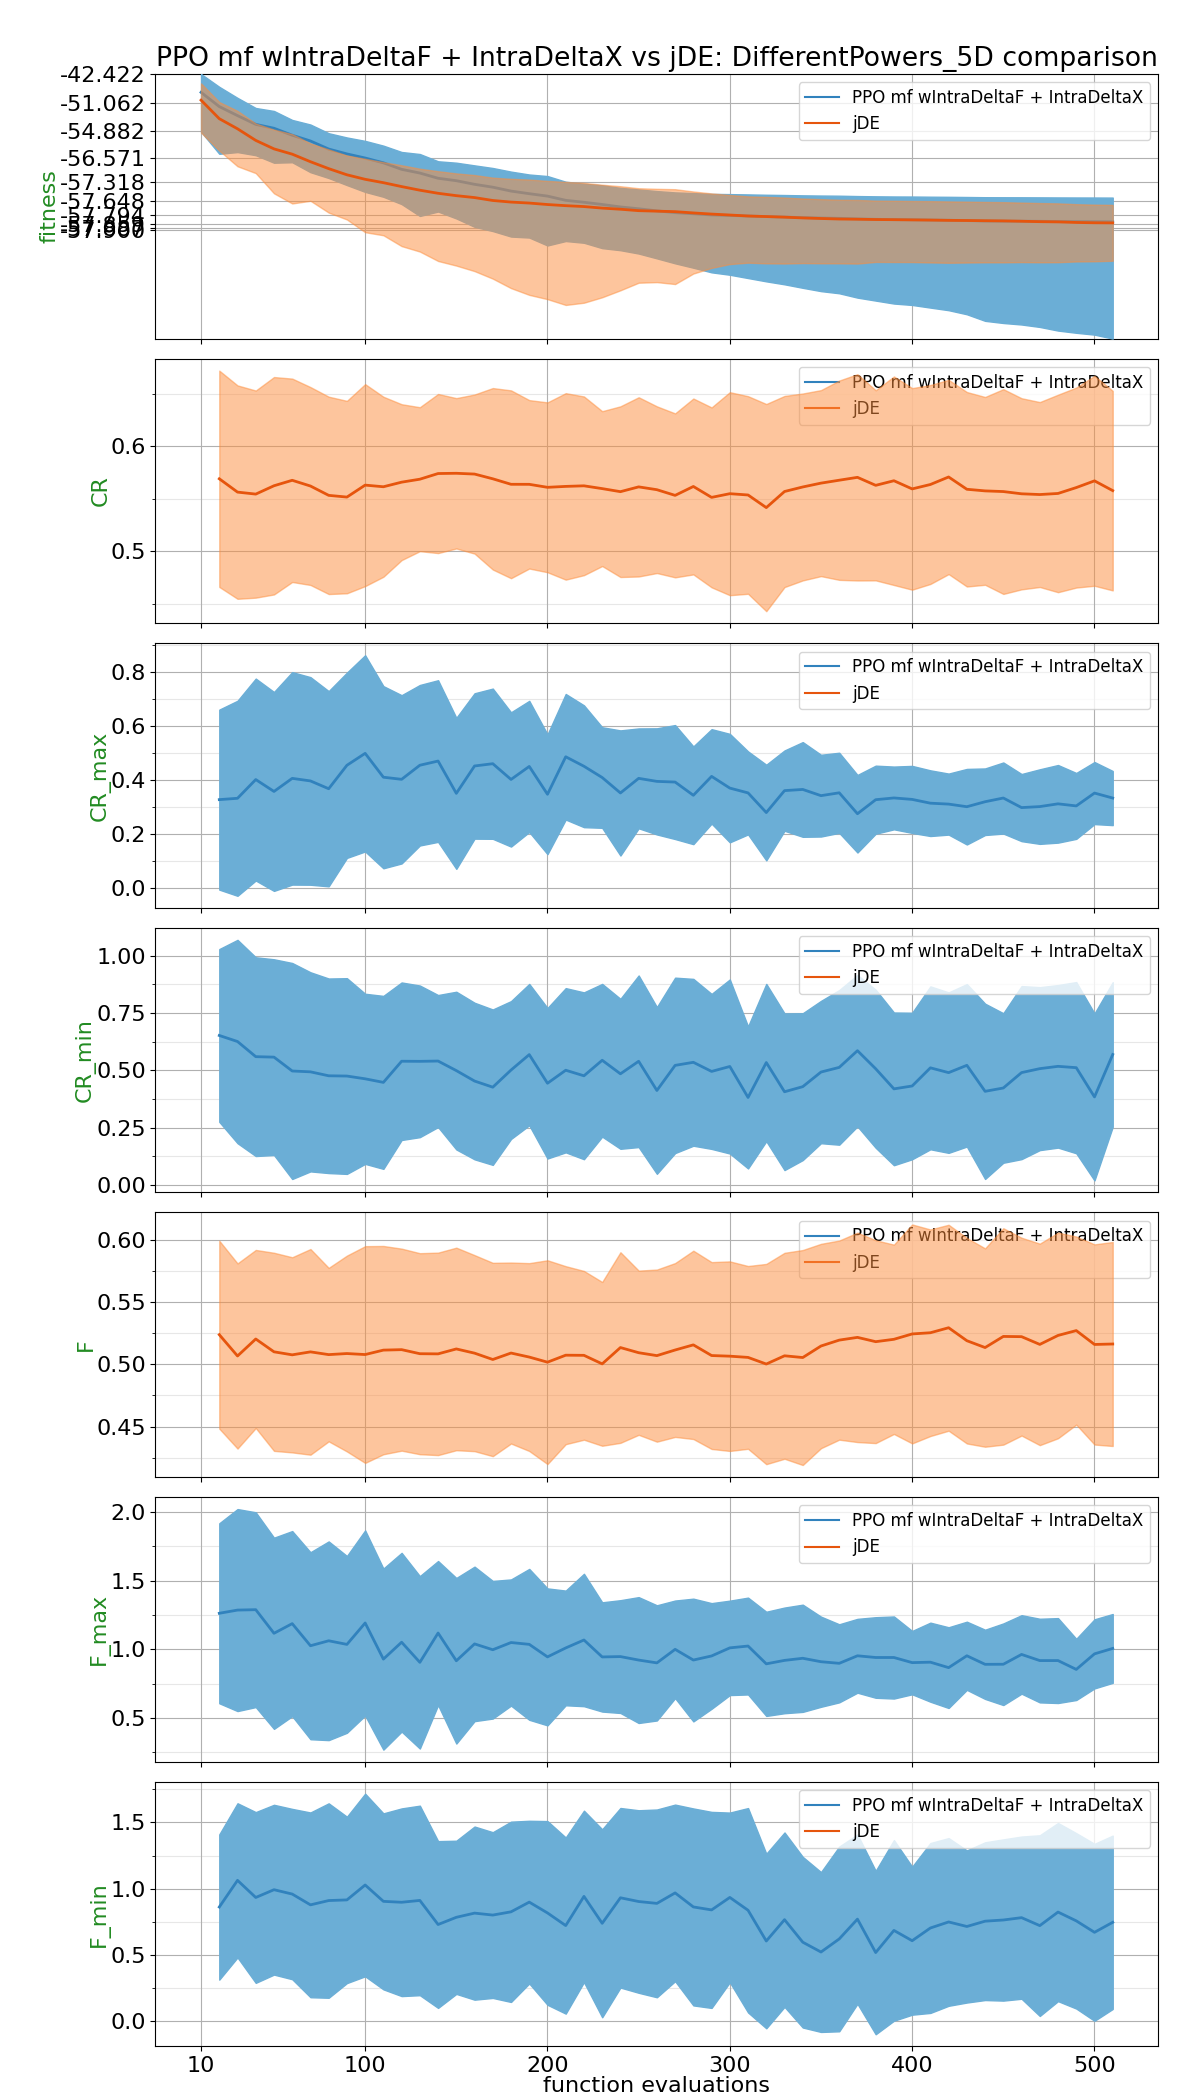 PPO mf wIntraDeltaF + IntraDeltaX vs jDE: DifferentPowers_5D comparison
-42.422
-51.062
-54.882
-56.571
-57.318
-57.648
-57.794
fitness
PPO mf wIntraDeltaF + IntraDeltaX
jDE
0.6
0.5
CR
PPO mf wIntraDeltaF + IntraDeltaX
jDE
0.8
0.6
0.4
0.2
0.0
CR_max
PPO mf wIntraDeltaF + IntraDeltaX
jDE
1.00
0.75
0.50
0.25
0.00
CR_min
PPO mf wIntraDeltaF + IntraDeltaX
jDE
0.60
0.55
0.50
0.45
F
PPO mf wIntraDeltaF + IntraDeltaX
jDE
2.0
1.5
1.0
0.5
F_max
PPO mf wIntraDeltaF + IntraDeltaX
jDE
1.5
1.0
0.5
0.0
F_min
PPO mf wIntraDeltaF + IntraDeltaX
jDE
10 100 200 300 400 500
function evaluations